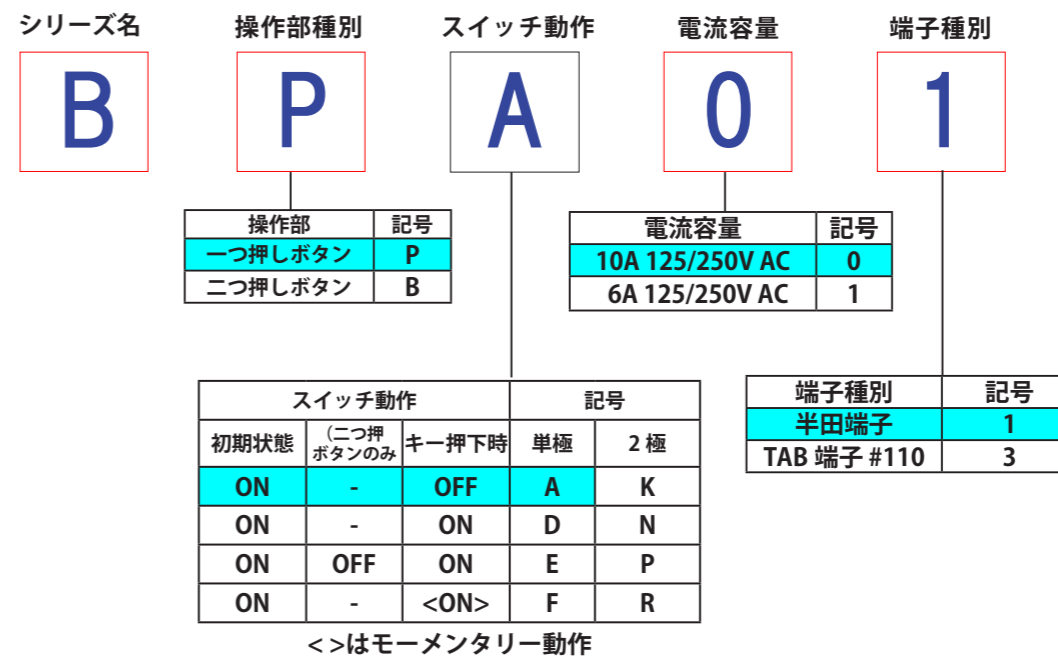 シリーズ名 操作部種別 スイッチ動作 電流容量 端子種別
B P A 0 1
操作部 記号
一つ押しボタン P
二つ押しボタン B
電流容量 記号
10A 125/250V AC 0
6A 125/250V AC 1
端子種別 記号
半田端子 1
TAB 端子 #110 3
スイッチ動作 記号
初期状態 (二つ押 ボタンのみ キー押下時 単極 2 極
ON - OFF A K
ON - ON D N
ON OFF ON E P
ON - <ON> F R
< >はモーメンタリー動作